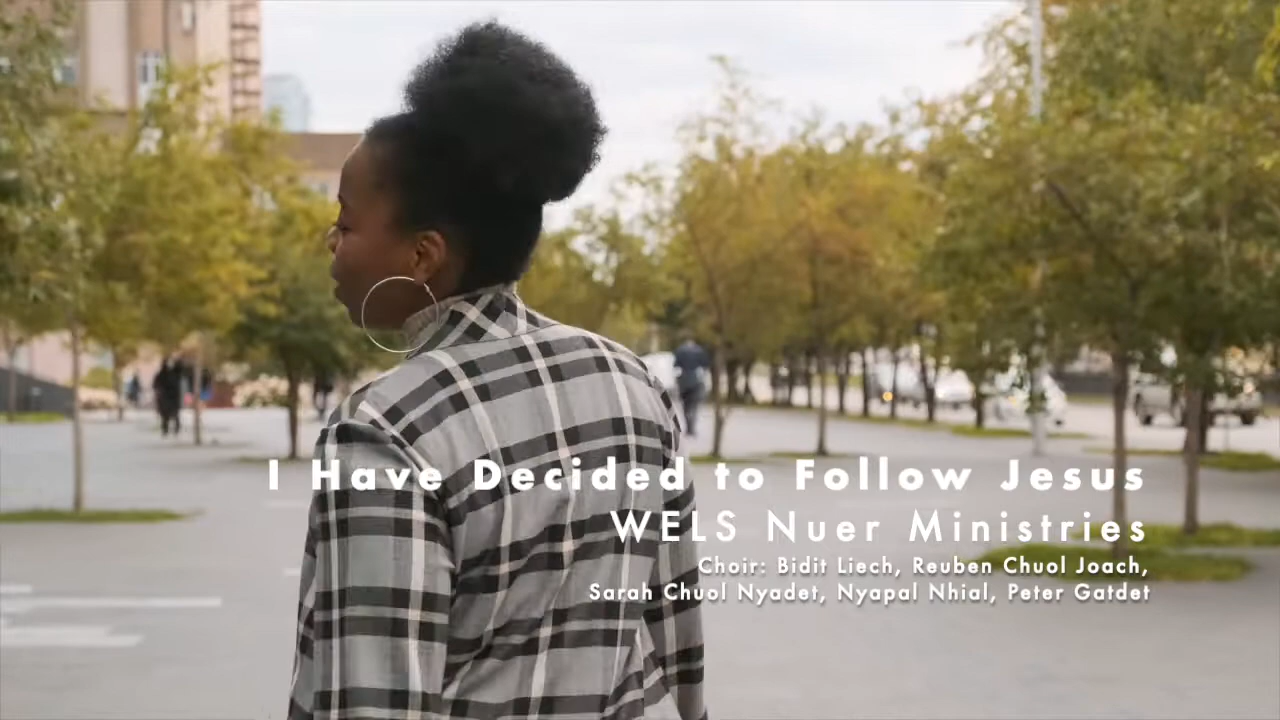 I Have Decided to Follow Jesus
WELS Nuer Ministries
Choir: Bidit Liech, Reuben Chuol Joach,
Sarah Chuol Nyadet, Nyapal Nhial, Peter Gatdet